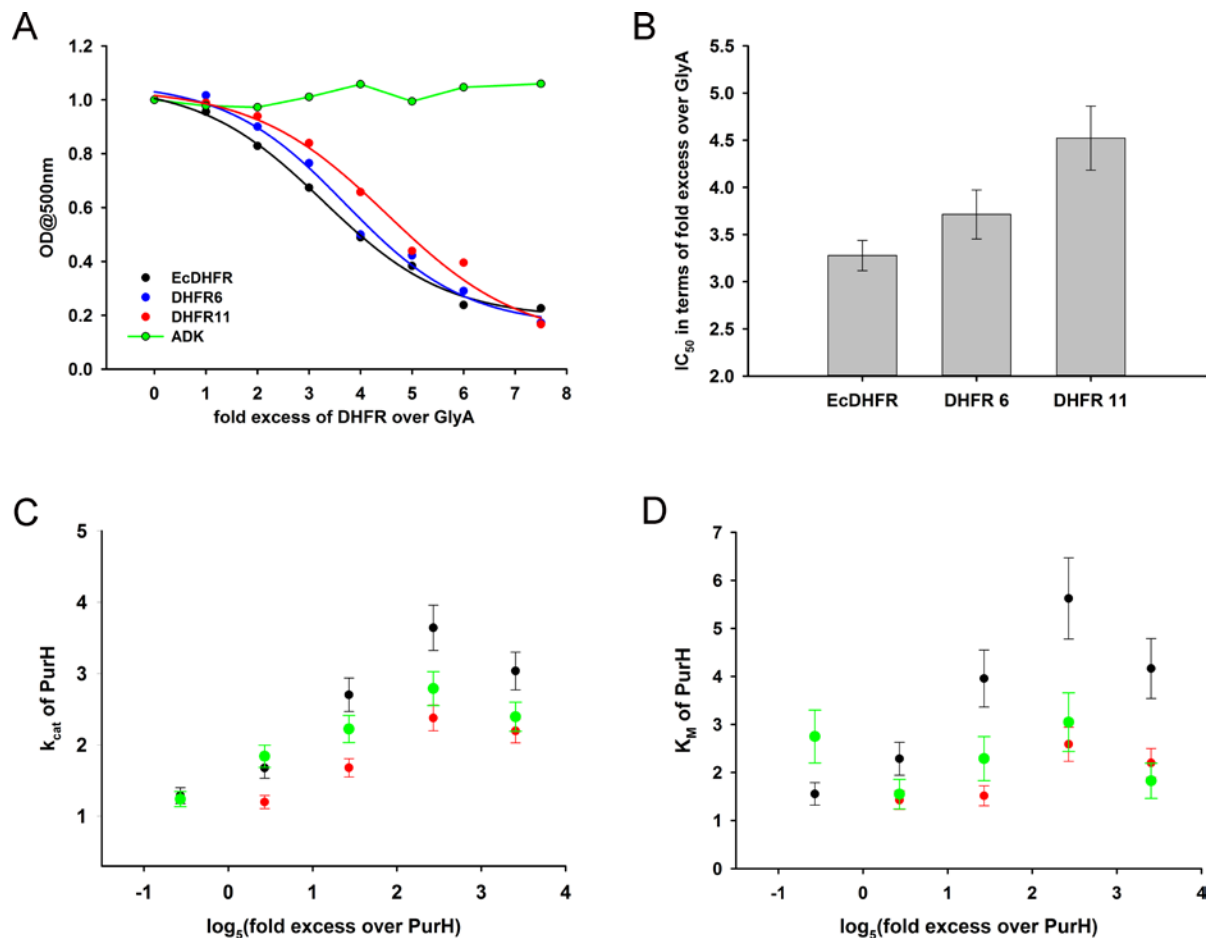 A
1.2
1.0
0.8
0.6
0.4
0.2
0.0
OD@500nm
EcDHFR
DHFR6
DHFR11
ADK
0 1 2 3 4 5 6 7 8
fold excess of DHFR over GlyA
B
5.5
5.0
4.5
4.0
3.5
3.0
2.5
2.0
IC50 in terms of fold excess over GlyA
EcDHFR DHFR 6 DHFR 11
C
5
4
3
2
1
kcat of PurH
-1 0 1 2 3 4
log5(fold excess over PurH)
D
7
6
5
4
3
2
1
0
KM of PurH
-1 0 1 2 3 4
log5(fold excess over PurH)